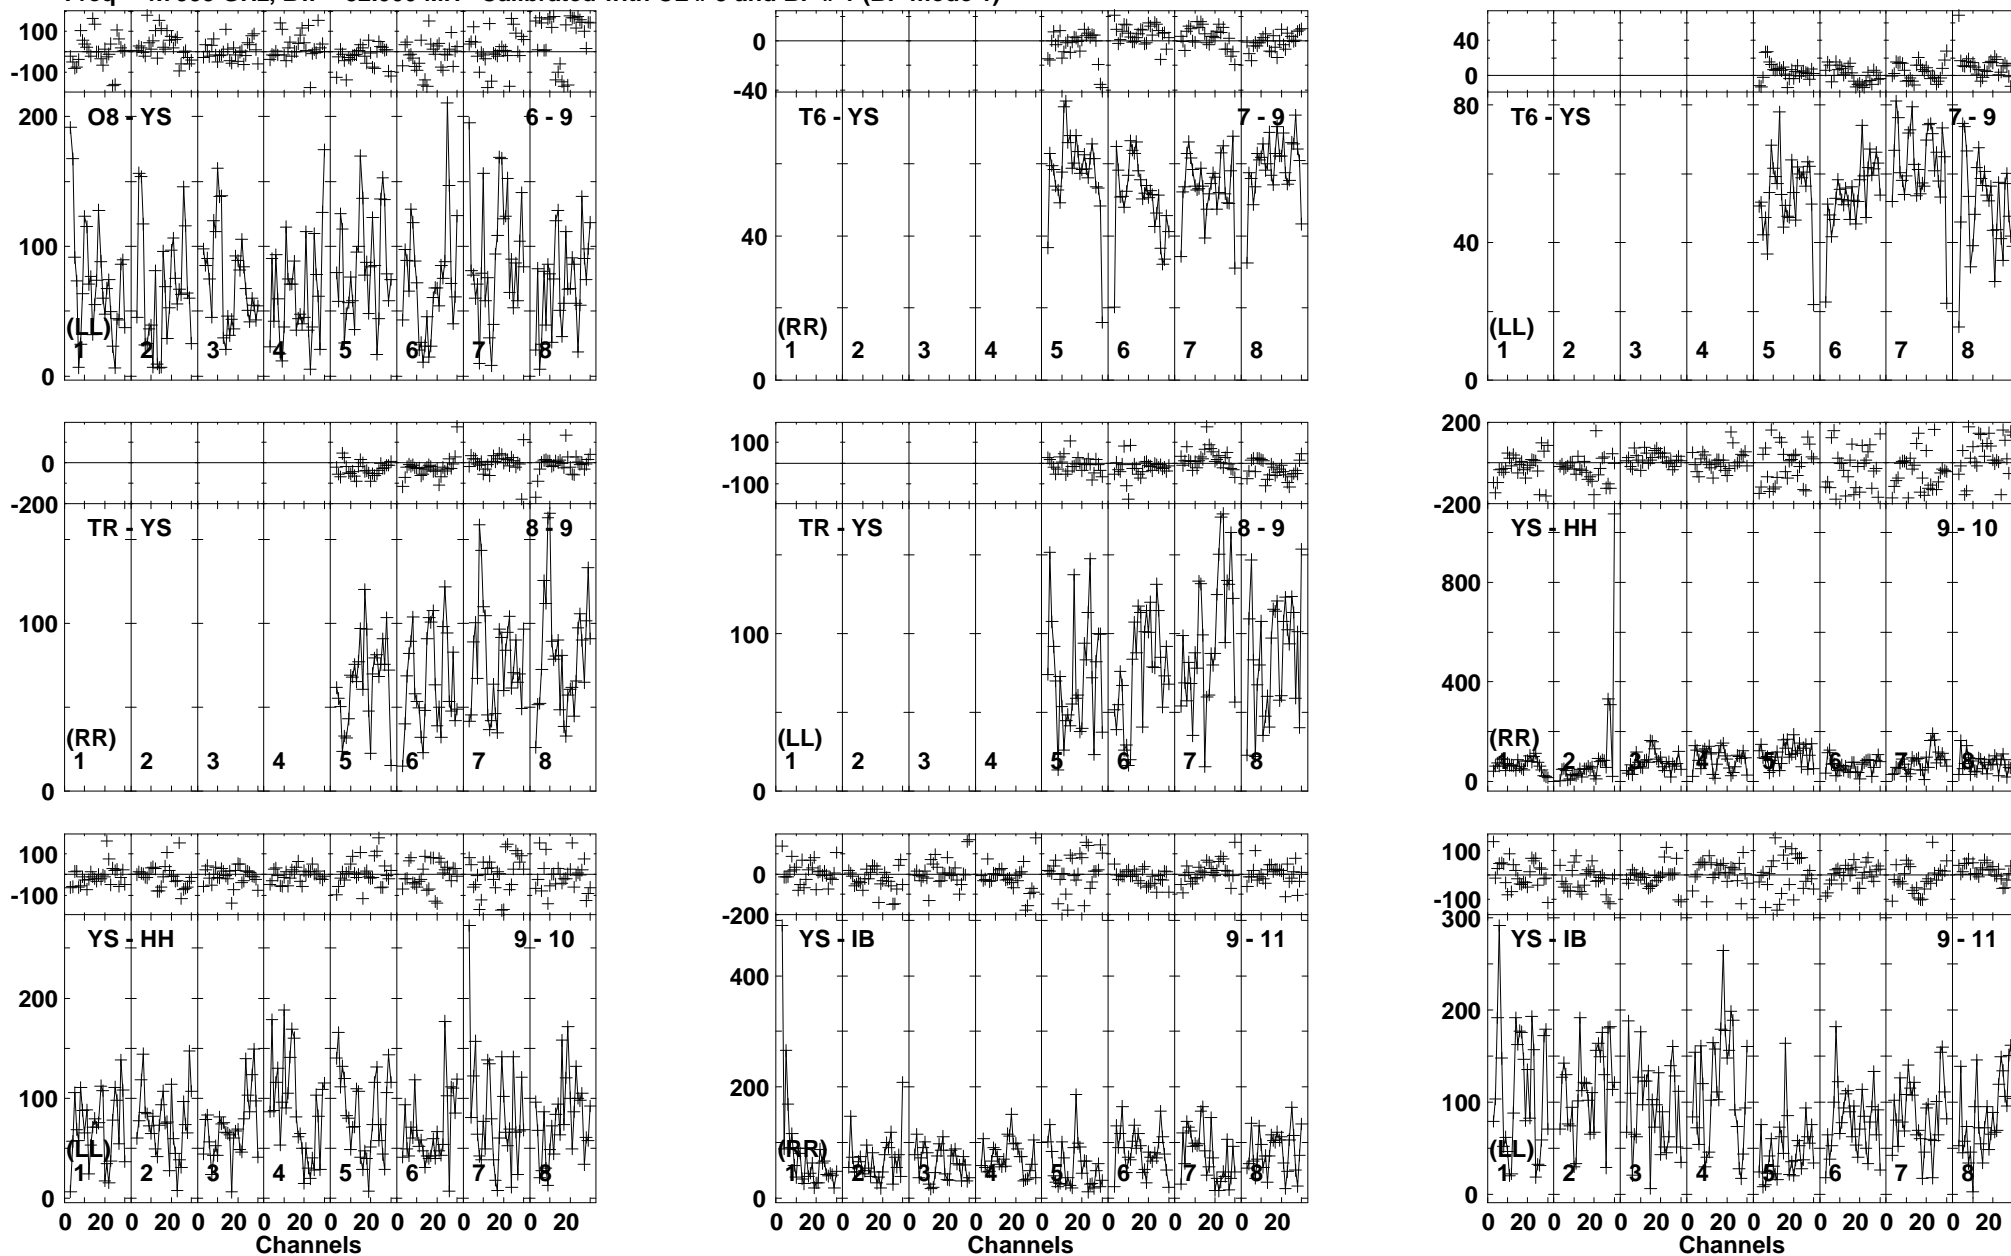 100 0 -100
0 -40
40 0
200 100 0
O8 - YS 6 - 9
(LL)
1 2 3 4 5 6 7 8
40 0
T6 - YS 7 - 9
(RR)
1 2 3 4 5 6 7 8
80 40 0
T6 - YS 7 - 9
(LL)
1 2 3 4 5 6 7 8
0 -200
100 0 -100
200 0 -200
100 0
TR - YS 8 - 9
(RR)
1 2 3 4 5 6 7 8
100 0
TR - YS 8 - 9
(LL)
1 2 3 4 5 6 7 8
800 400 0
YS - HH 9 - 10
(RR)
1 2 3 4 5 6 7 8
100 0 -100
0 -200
100 -100
200 100 0
YS - HH 9 - 10
(LL)
1 2 3 4 5 6 7 8
400 200 0
YS - IB 9 - 11
(RR)
1 2 3 4 5 6 7 8
300 200 100 0
YS - IB 9 - 11
(LL)
1 2 3 4 5 6 7 8
0 20 0 20 0 20 0 20 0 20 0 20 0 20 0 20
Channels
0 20 0 20 0 20 0 20 0 20 0 20 0 20 0 20
Channels
0 20 0 20 0 20 0 20 0 20 0 20 0 20 0 20
Channels